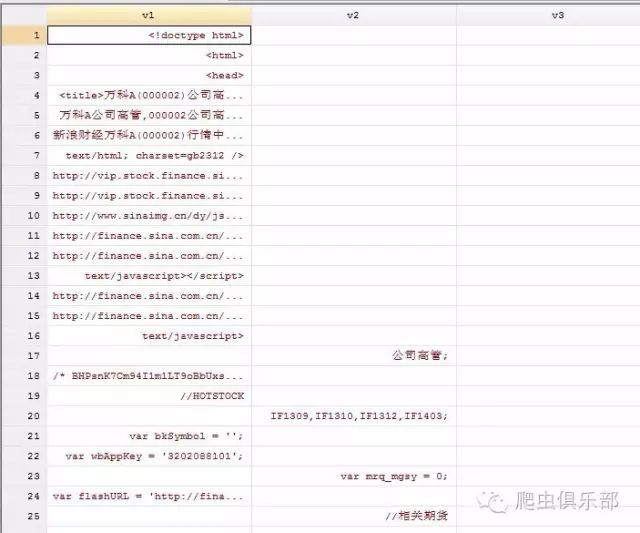 v1 v2 v3
1 <!doctype html>
2 <html>
3 <head>
4 <title>万科A(000002)公司高...
5 万科A公司高管,000002公司高...
6 新浪财经万科A(000002)行情中...
7 text/html; charset=gb2312 />
8 http://vip.stock.finance.si...
9 http://vip.stock.finance.si...
10 http://www.sinaimg.cn/dy/js...
11 http://finance.sina.com.cn/...
12 http://finance.sina.com.cn/...
13 text/javascript></script>
14 http://finance.sina.com.cn/...
15 http://finance.sina.com.cn/...
16 text/javascript>
17 公司高管;
18 /* BHPsnK7Cm94I1m1LT9oBbUxs...
19 //HOTSTOCK
20 IF1309,IF1310,IF1312,IF1403;
21 var bkSymbol = '';
22 var wbAppKey = '3202088101';
23 var mrq_mgsy = 0;
24 var flashURL = 'http://fina...
25 //相关期货
爬虫俱乐部